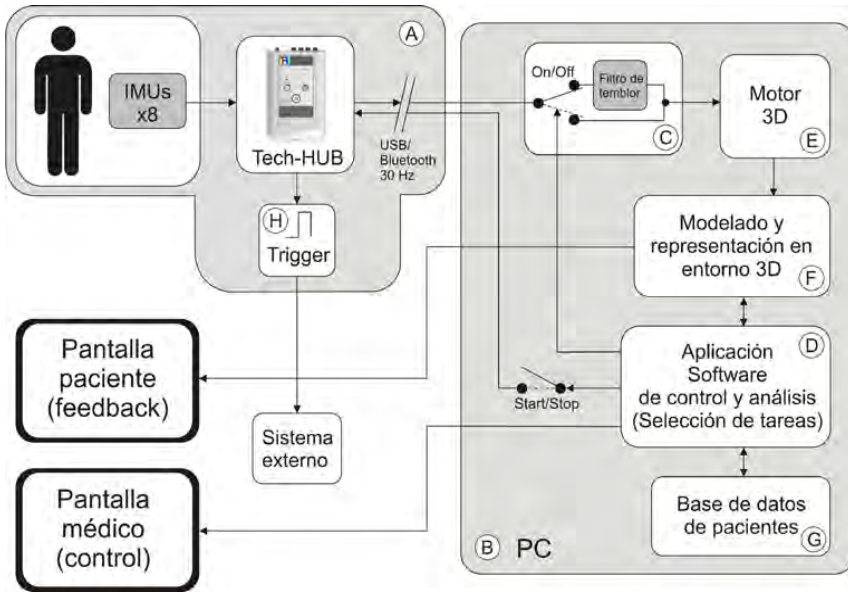 A
IMUs
x8
Tech-HUB
USB/
Bluetooth
30 Hz
H
Trigger
Sistema
externo
Pantalla
paciente
(feedback)
Pantalla
médico
(control)
On/Off
Filtro de
temblor
C
Motor
3D
E
Modelado y
representación en
entorno 3D
F
D
Aplicación
Software
de control y análisis
(Selección de tareas)
Start/Stop
Base de datos
de pacientes
G
B
PC